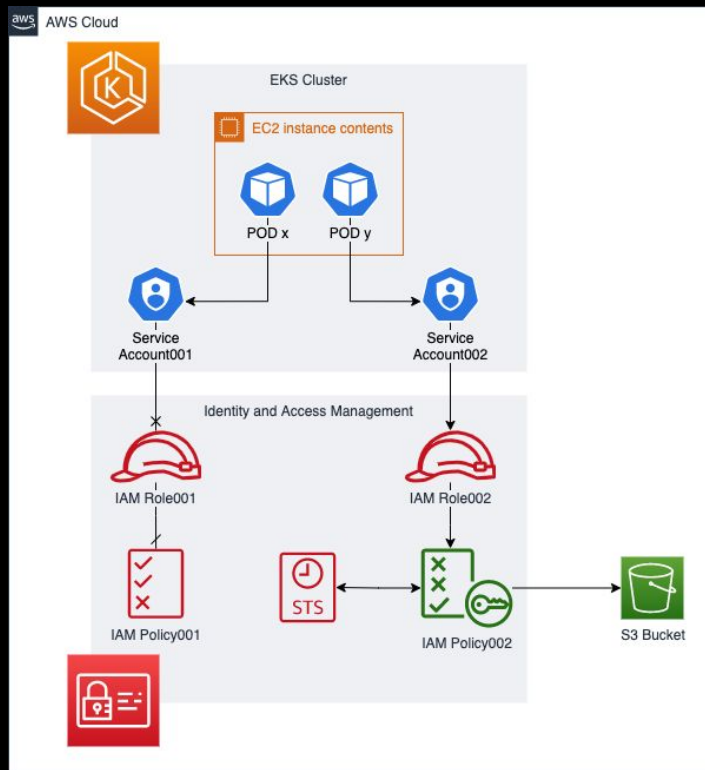 aws
AWS Cloud
EKS Cluster
K
EC2 instance contents
POD x
POD y
Service
Account001
Service
Account002
Identity and Access Management
IAM Role001
IAM Role002
STS
IAM Policy001
IAM Policy002
S3 Bucket